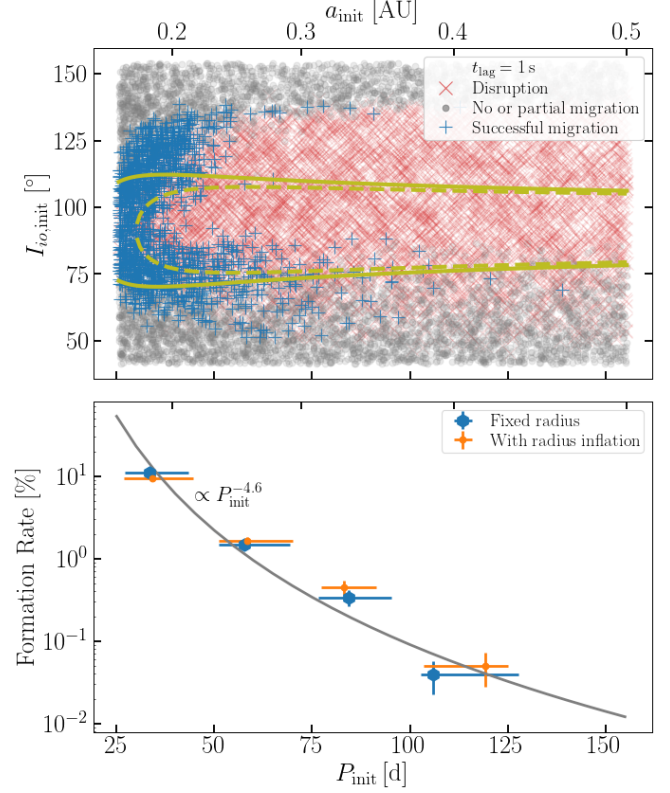 a_init [AU]
0.2 0.3 0.4 0.5
150
125
100
75
50
I_io,init [°]
t_lag = 1 s
Disruption
No or partial migration
Successful migration
Fixed radius
With radius inflation
∝ P_init^−4.6
10^1
10^0
10^−1
10^−2
Formation Rate [%]
25 50 75 100 125 150
P_init [d]